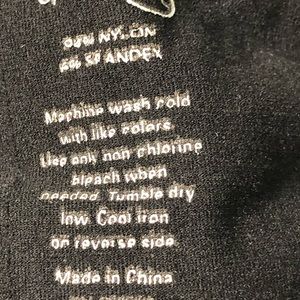 NYLON
SPANDEX
Machine wash cold
with like colors.
Use only non chlorine
bleach when
needed. Tumble dry
low. Cool iron
on reverse side.
Made in China